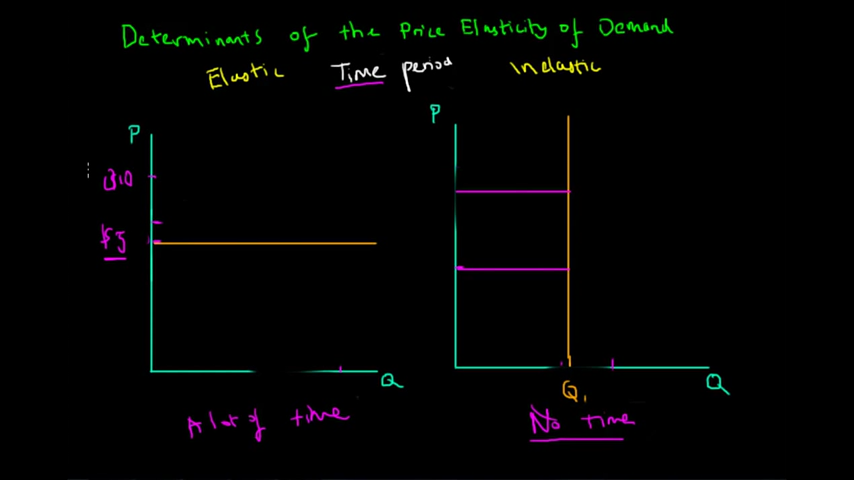 Determinants of the Price Elasticity of Demand
Elastic Time period Inelastic
P
P
$10
$5
Q
Q
Q1
A lot of time
No time